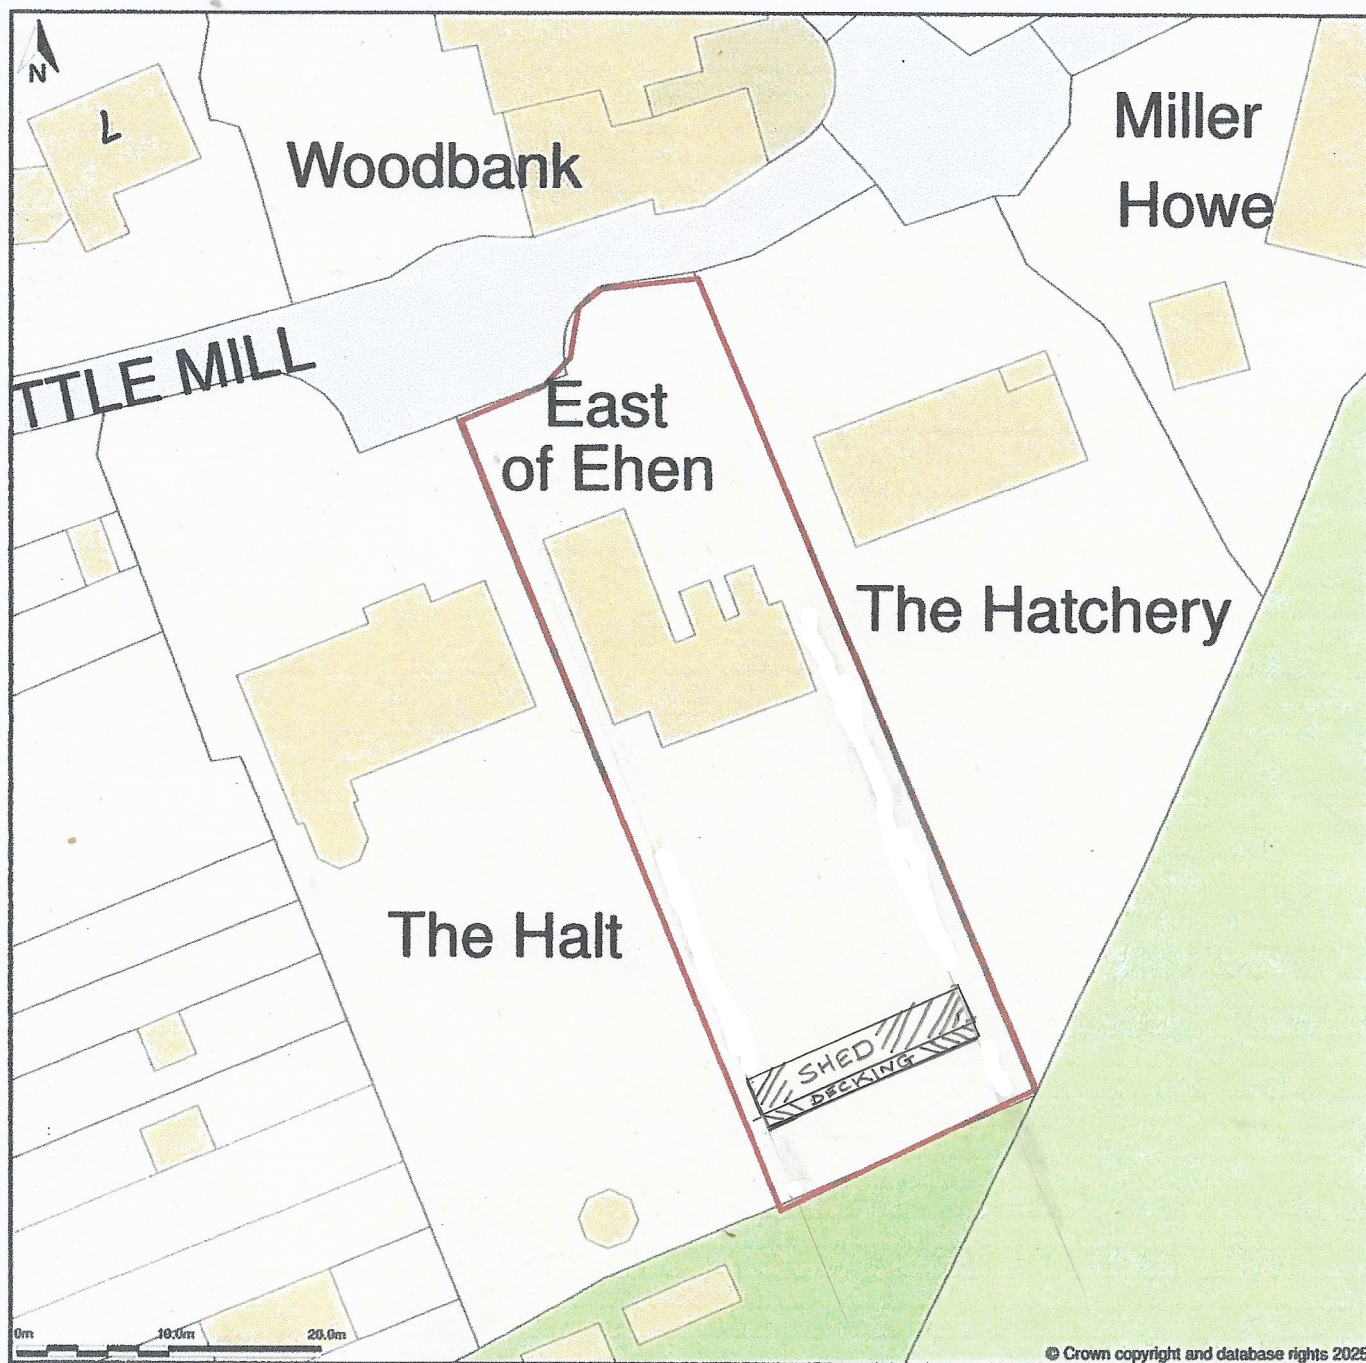 N
7
Woodbank
Miller
Howe
TTLE MILL
East
of Ehen
The Hatchery
The Halt
SHED
DECKING
0m
10.0m
20.0m
© Crown copyright and database rights 2025